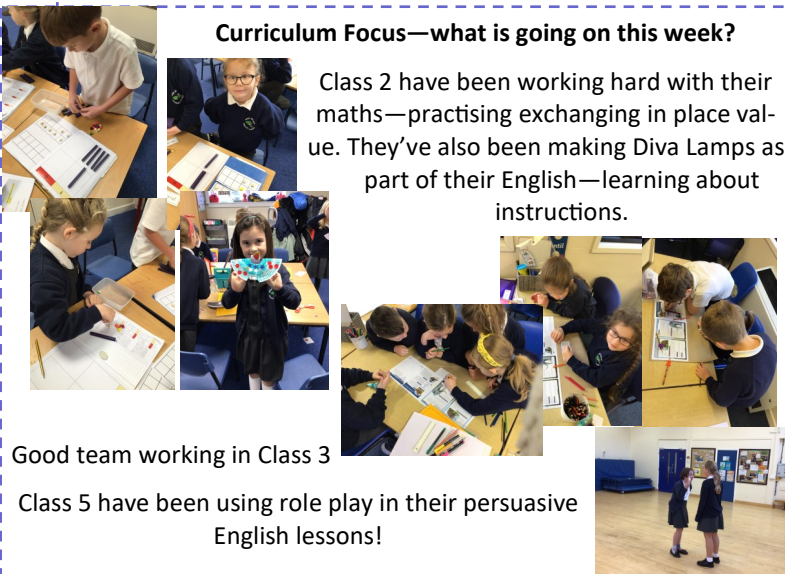 Curriculum Focus—what is going on this week?
Class 2 have been working hard with their
maths—practising exchanging in place val-
ue. They've also been making Diva Lamps as
part of their English—learning about
instructions.
Good team working in Class 3
Class 5 have been using role play in their persuasive
English lessons!